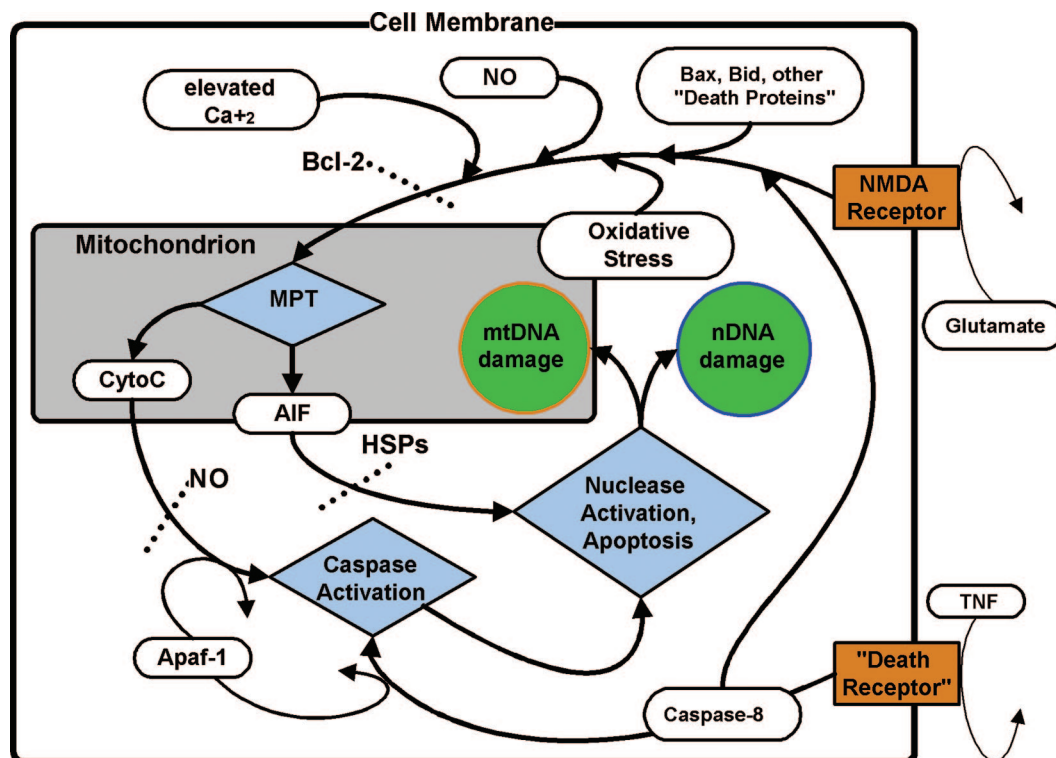 Cell Membrane
elevated
Ca+₂
NO
Bax, Bid, other
"Death Proteins"
Bcl-2
NMDA
Receptor
Mitochondrion
Oxidative
Stress
MPT
mtDNA
damage
nDNA
damage
Glutamate
CytoC
AIF
HSPs
NO
Nuclease
Activation,
Apoptosis
Caspase
Activation
TNF
Apaf-1
"Death
Receptor"
Caspase-8